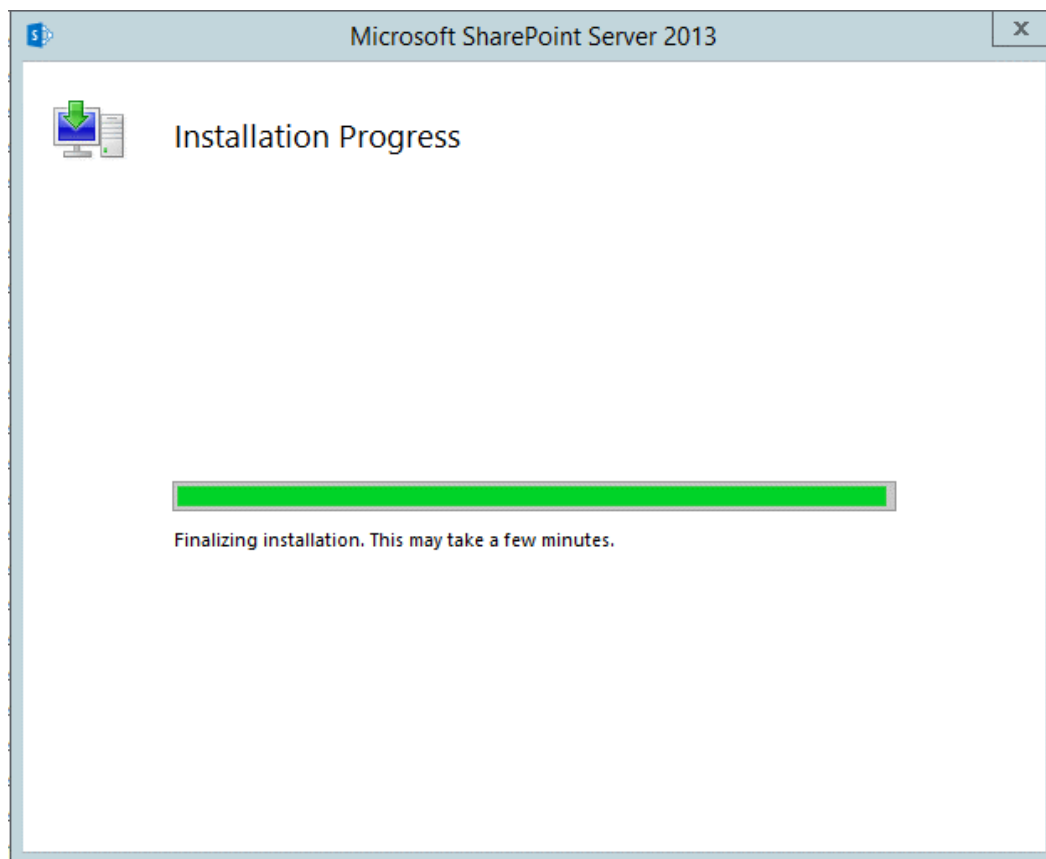 Microsoft SharePoint Server 2013
Installation Progress
Finalizing installation. This may take a few minutes.